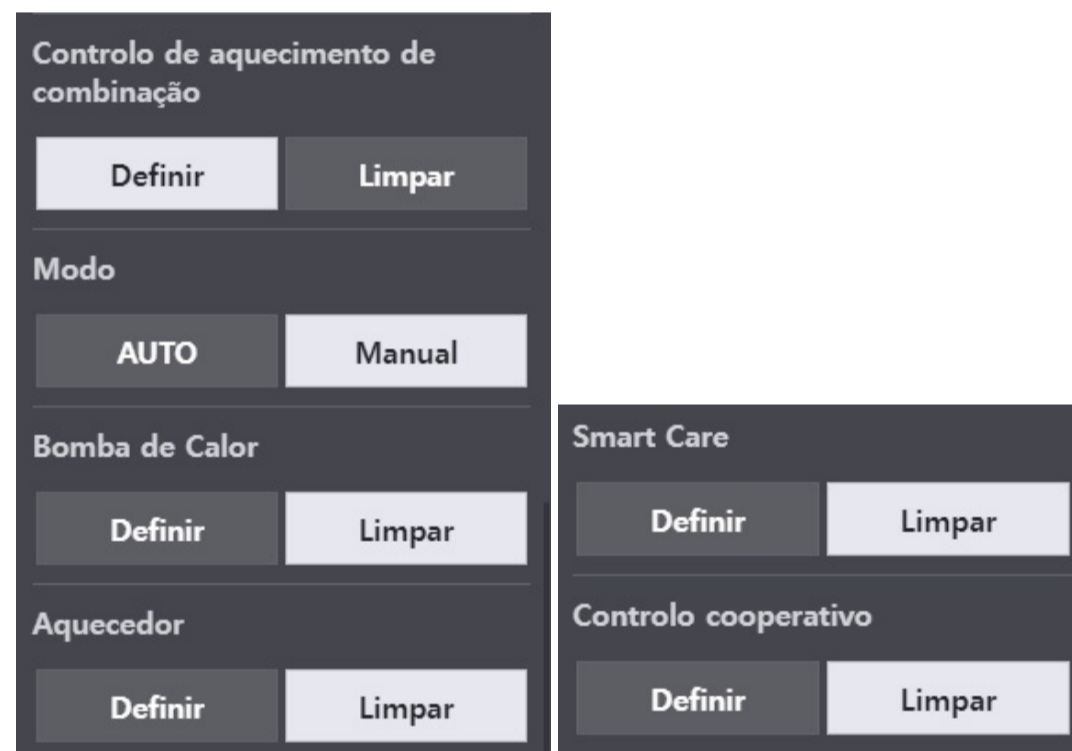 Controlo de aquecimento de
combinação
Definir Limpar
Modo
AUTO Manual
Bomba de Calor
Definir Limpar
Aquecedor
Definir Limpar
Smart Care
Definir Limpar
Controlo cooperativo
Definir Limpar